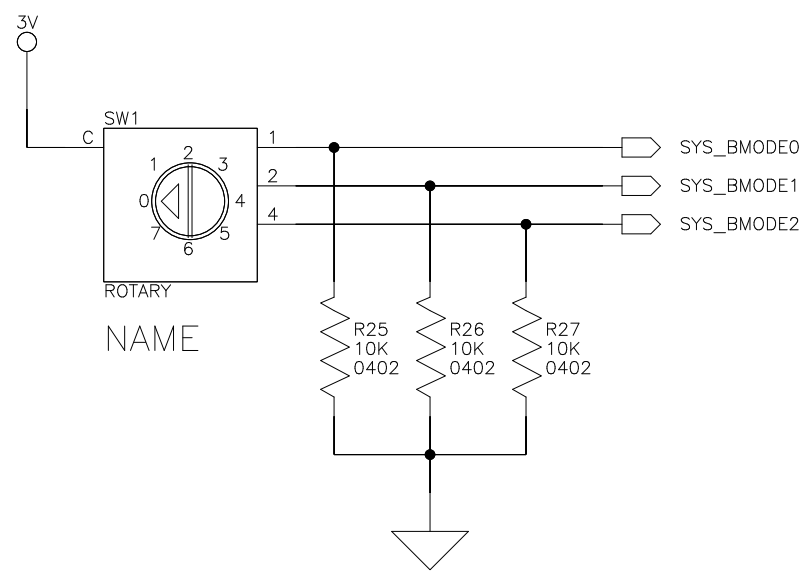 3V
SW1
C
1
SYS_BMODE0
1 2 3
2
SYS_BMODE1
0 4
4
SYS_BMODE2
7 6 5
ROTARY
NAME
R25
10K
0402
R26
10K
0402
R27
10K
0402